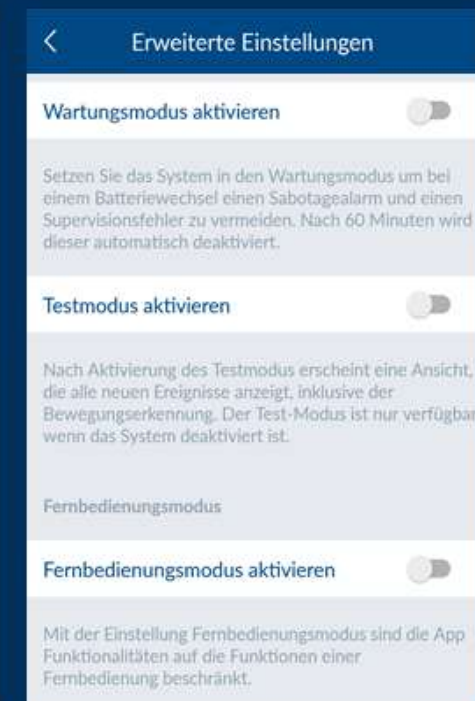 Erweiterte Einstellungen
Wartungsmodus aktivieren
Setzen Sie das System in den Wartungsmodus um bei
einem Batteriewechsel einen Sabotagealarm und einen
Supervisionsfehler zu vermeiden. Nach 60 Minuten wird
dieser automatisch deaktiviert.
Testmodus aktivieren
Nach Aktivierung des Testmodus erscheint eine Ansicht,
die alle neuen Ereignisse anzeigt, inklusive der
Bewegungserkennung. Der Test-Modus ist nur verfügbar
wenn das System deaktiviert ist.
Fernbedienungsmodus
Fernbedienungsmodus aktivieren
Mit der Einstellung Fernbedienungsmodus sind die App
Funktionalitäten auf die Funktionen einer
Fernbedienung beschränkt.